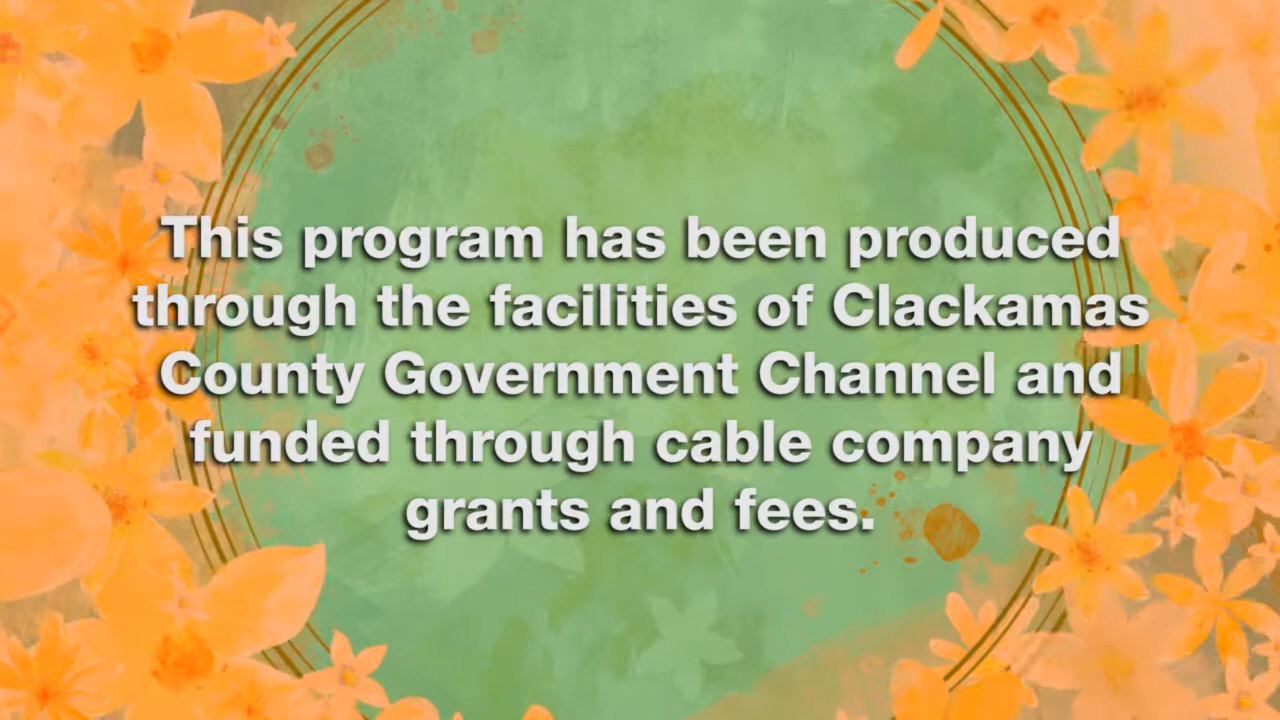 This program has been produced
through the facilities of Clackamas
County Government Channel and
funded through cable company
grants and fees.